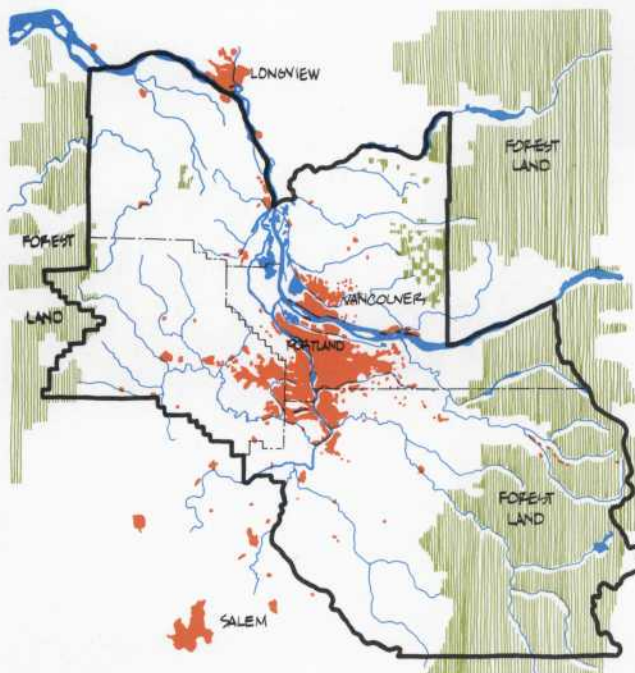 LONGVIEW
FOREST
LAND
FOREST
LAND
VANCOUVER
PORTLAND
FOREST
LAND
SALEM